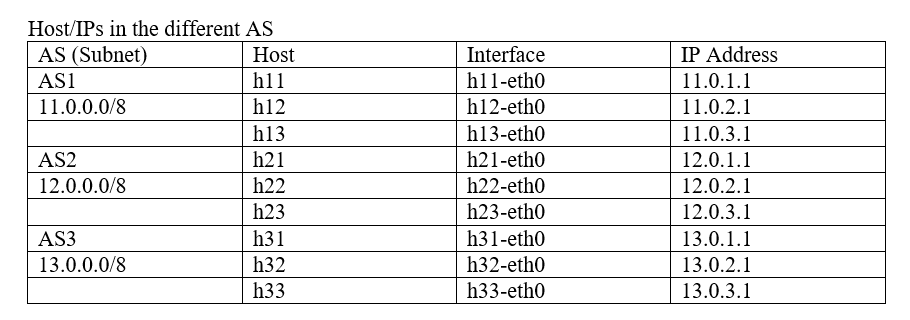 Host/IPs in the different AS
AS (Subnet) Host Interface IP Address
AS1 h11 h11-eth0 11.0.1.1
11.0.0.0/8 h12 h12-eth0 11.0.2.1
h13 h13-eth0 11.0.3.1
AS2 h21 h21-eth0 12.0.1.1
12.0.0.0/8 h22 h22-eth0 12.0.2.1
h23 h23-eth0 12.0.3.1
AS3 h31 h31-eth0 13.0.1.1
13.0.0.0/8 h32 h32-eth0 13.0.2.1
h33 h33-eth0 13.0.3.1